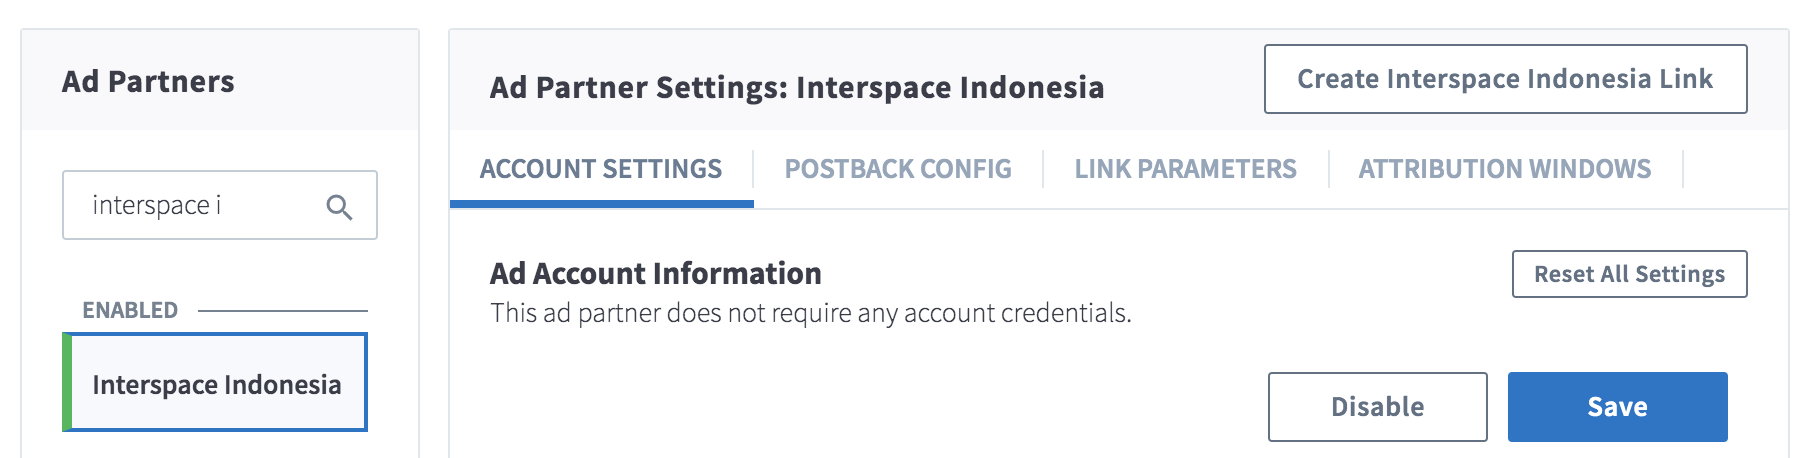 Ad Partners
interspace i
ENABLED
Interspace Indonesia
Ad Partner Settings: Interspace Indonesia
Create Interspace Indonesia Link
ACCOUNT SETTINGS
POSTBACK CONFIG
LINK PARAMETERS
ATTRIBUTION WINDOWS
Ad Account Information
Reset All Settings
This ad partner does not require any account credentials.
Disable
Save